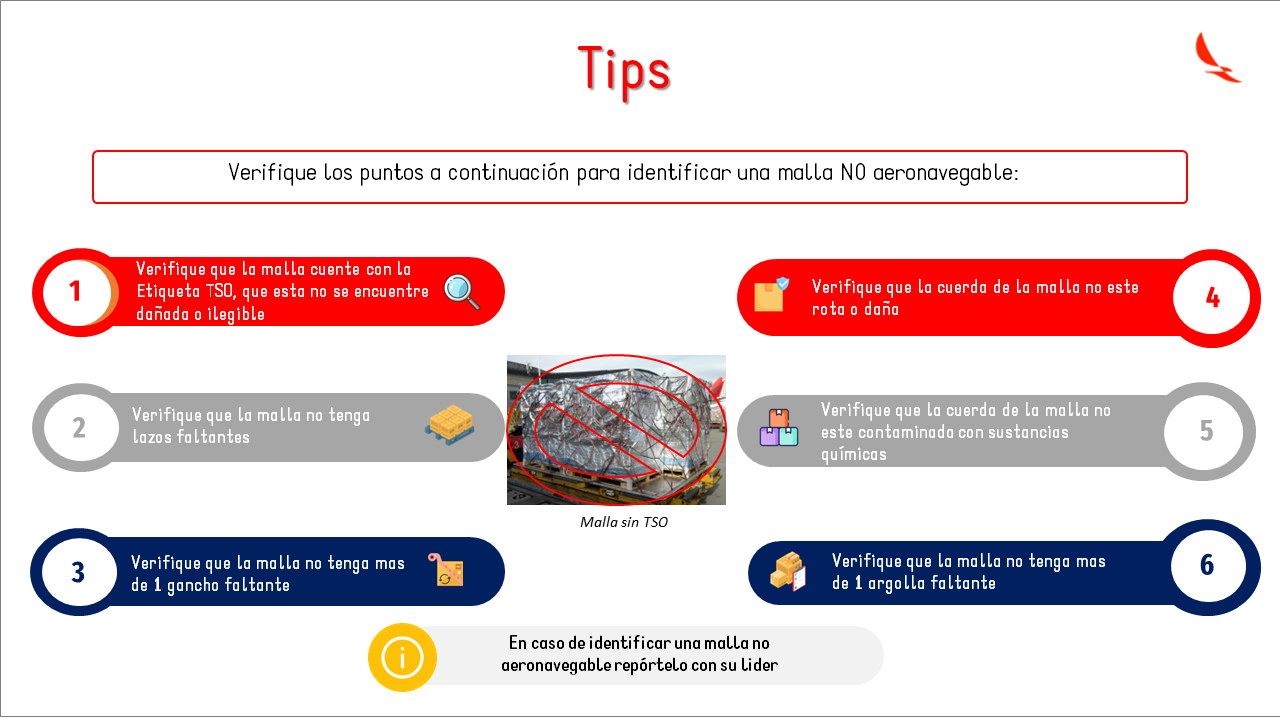 Tips
Verifique los puntos a continuación para identificar una malla NO aeronavegable:
1
Verifique que la malla cuente con la
Etiqueta TSO, que esta no se encuentre
dañada o ilegible
2
Verifique que la malla no tenga
lazos faltantes
3
Verifique que la malla no tenga mas
de 1 gancho faltante
Malla sin TSO
Verifique que la cuerda de la malla no este
rota o daña
4
Verifique que la cuerda de la malla no
este contaminada con sustancias
químicas
5
Verifique que la malla no tenga mas
de 1 argolla faltante
6
i
En caso de identificar una malla no
aeronavegable repórtelo con su lider